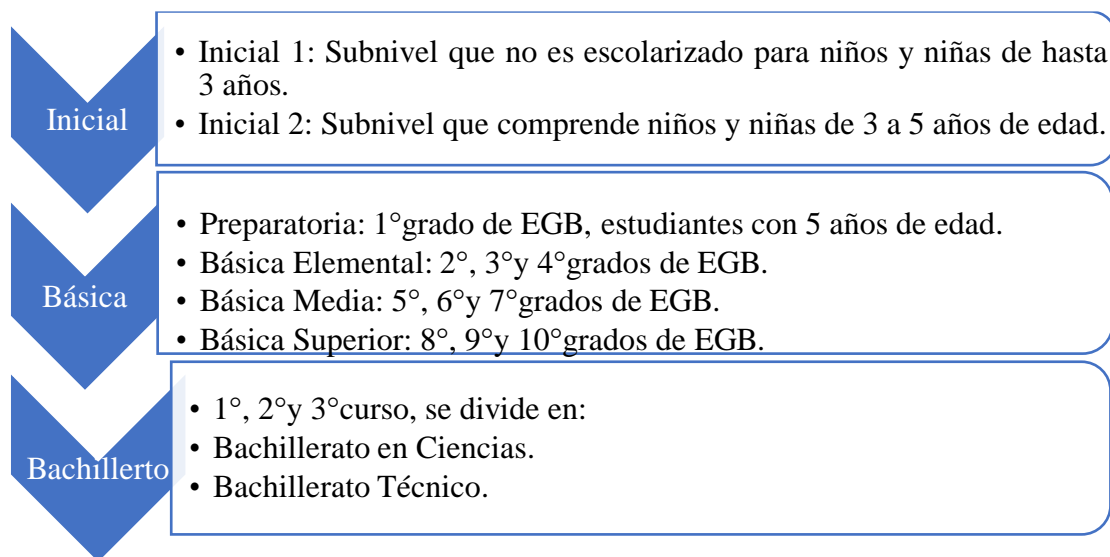 Inicial
• Inicial 1: Subnivel que no es escolarizado para niños y niñas de hasta
3 años.
• Inicial 2: Subnivel que comprende niños y niñas de 3 a 5 años de edad.
Básica
• Preparatoria: 1°grado de EGB, estudiantes con 5 años de edad.
• Básica Elemental: 2°, 3°y 4°grados de EGB.
• Básica Media: 5°, 6°y 7°grados de EGB.
• Básica Superior: 8°, 9°y 10°grados de EGB.
Bachillerto
• 1°, 2°y 3°curso, se divide en:
• Bachillerato en Ciencias.
• Bachillerato Técnico.